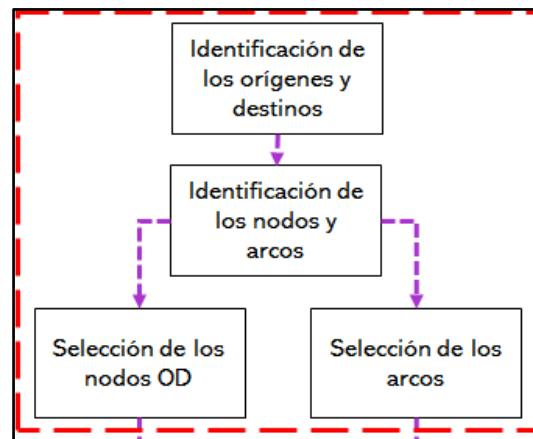 Identificación de
los orígenes y
destinos
Identificación de
los nodos y
arcos
Selección de los
nodos OD
Selección de los
arcos